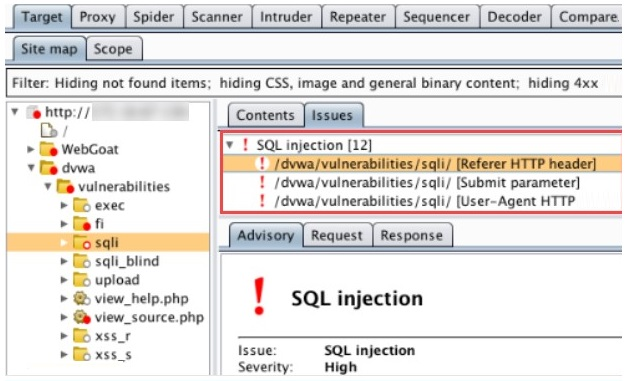 Target Proxy Spider Scanner Intruder Repeater Sequencer Decoder Compare
Site map Scope
Filter: Hiding not found items; hiding CSS, image and general binary content; hiding 4xx
http://
/
WebGoat
dvwa
vulnerabilities
exec
fi
sqli
sqli_blind
upload
view_help.php
view_source.php
xss_r
xss_s
Contents Issues
! SQL injection [12]
! /dvwa/vulnerabilities/sqli/ [Referer HTTP header]
! /dvwa/vulnerabilities/sqli/ [Submit parameter]
! /dvwa/vulnerabilities/sqli/ [User-Agent HTTP
Advisory Request Response
! SQL injection
Issue: SQL injection
Severity: High